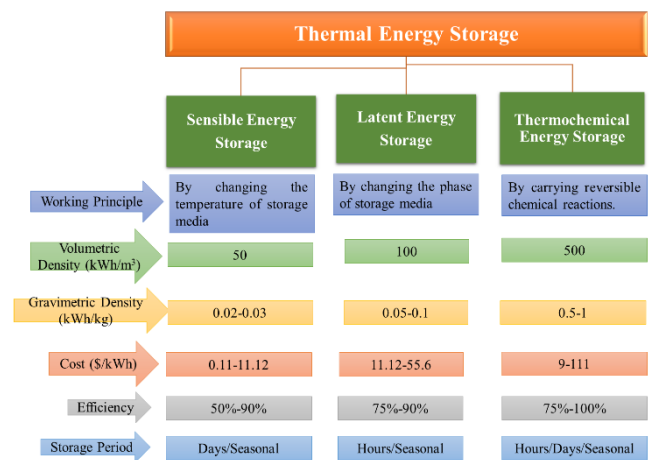 Thermal Energy Storage
Sensible Energy
Storage
Latent Energy
Storage
Thermochemical
Energy Storage
Working Principle
By changing the
temperature of storage
media
By changing the phase
of storage media
By carrying reversible
chemical reactions.
Volumetric
Density (kWh/m³)
50
100
500
Gravimetric Density
(kWh/kg)
0.02-0.03
0.05-0.1
0.5-1
Cost ($/kWh)
0.11-11.12
11.12-55.6
9-111
Efficiency
50%-90%
75%-90%
75%-100%
Storage Period
Days/Seasonal
Hours/Seasonal
Hours/Days/Seasonal